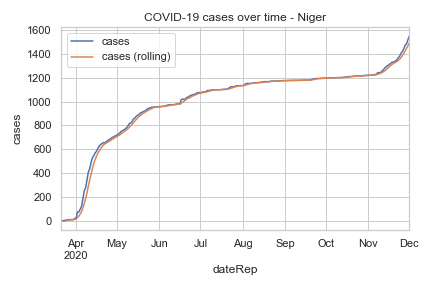 COVID-19 cases over time - Niger
cases
cases (rolling)
1600
1400
1200
1000
800
600
400
200
0
cases
Apr May Jun Jul Aug Sep Oct Nov Dec
2020
dateRep